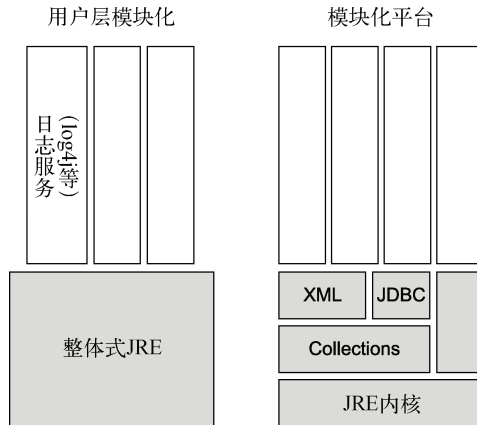 用户层模块化
模块化平台
日志服务
(log4j等)
XML
JDBC
整体式JRE
Collections
JRE内核